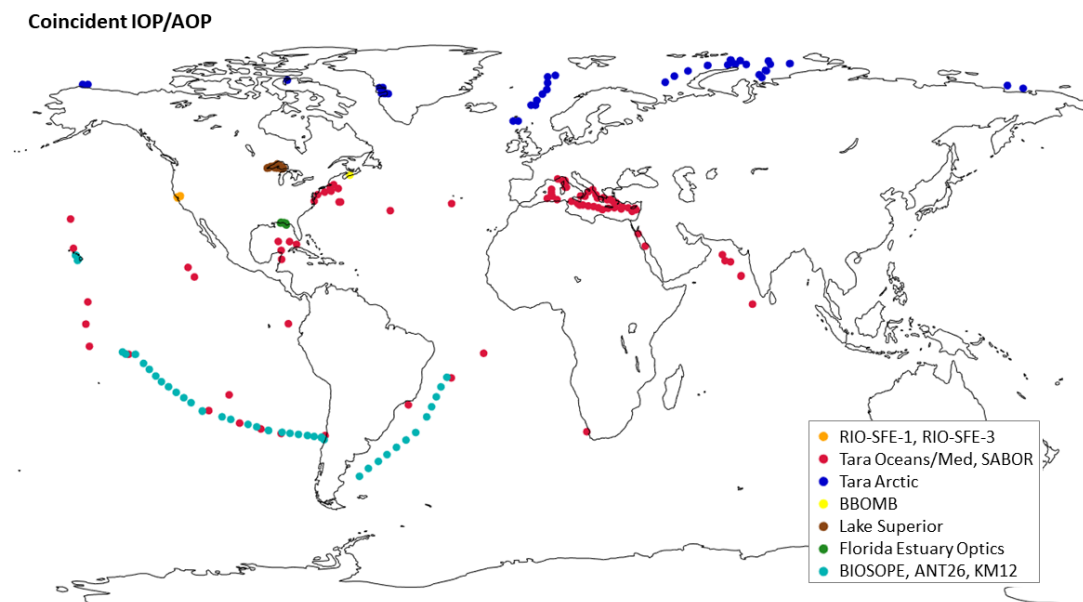 Coincident IOP/AOP
RIO-SFE-1, RIO-SFE-3
Tara Oceans/Med, SABOR
Tara Arctic
BBOMB
Lake Superior
Florida Estuary Optics
BIOSOPE, ANT26, KM12